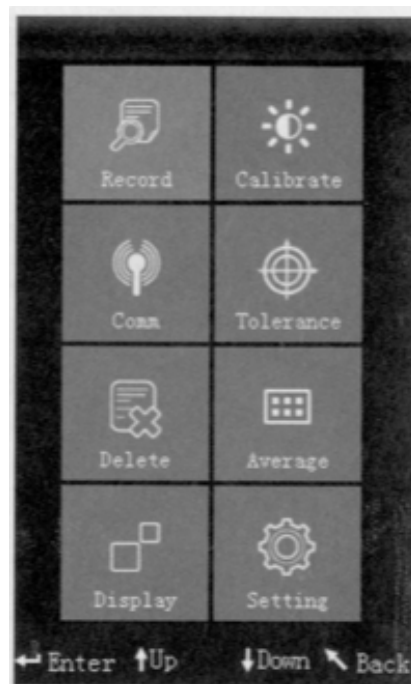 Record Calibrate
Comm Tolerance
Delete Average
Display Setting
Enter Up Down Back